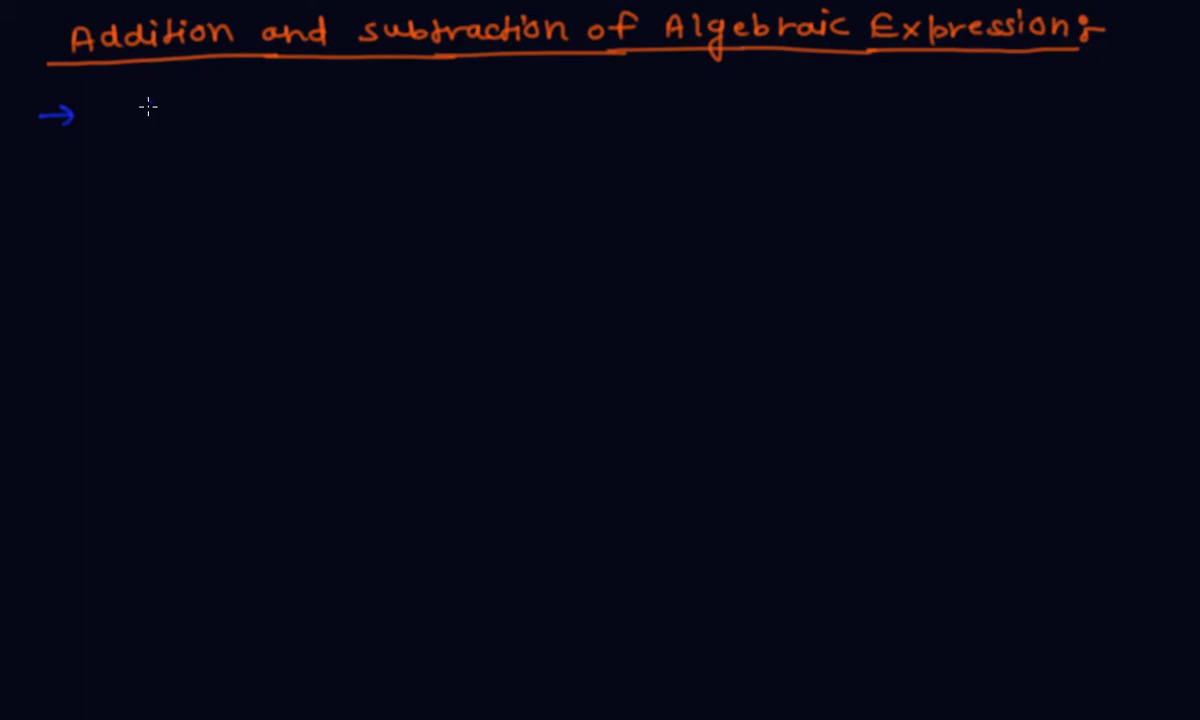 Addition and subtraction of Algebraic Expression:-
→